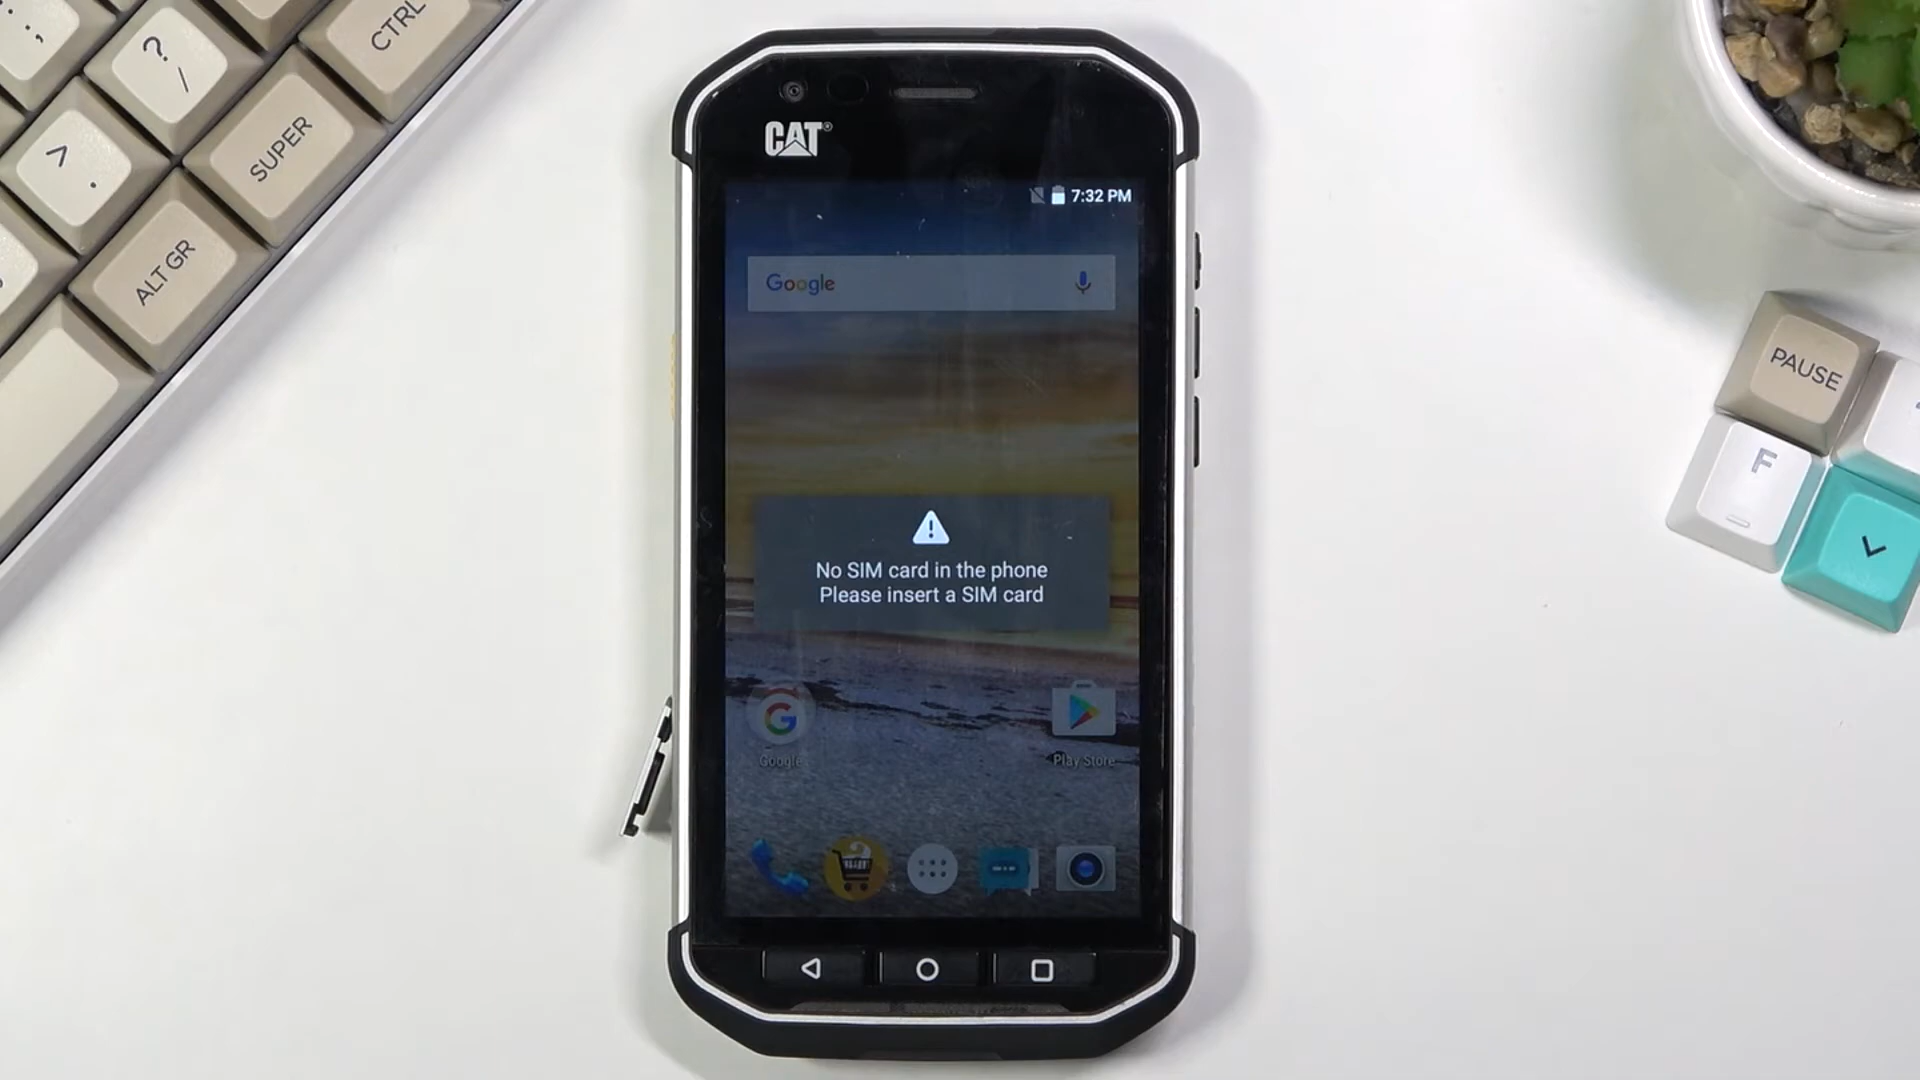 : ;
? /
CTRL
> .
SUPER
ALT GR
CAT®
7:32 PM
Google
No SIM card in the phone
Please insert a SIM card
Google
Play Store
PAUSE
F